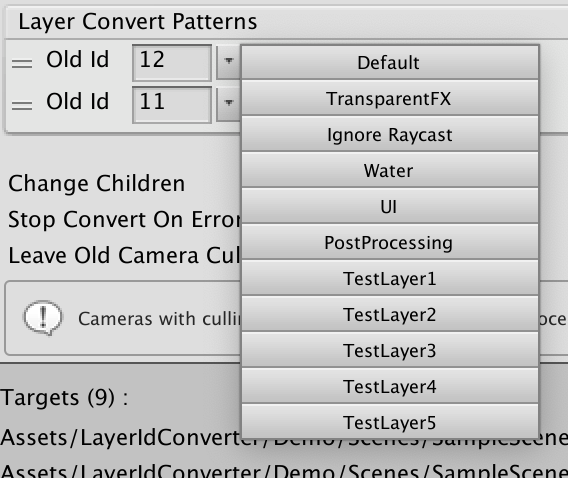 Layer Convert Patterns
Old Id 12
Old Id 11
Default
TransparentFX
Ignore Raycast
Water
UI
PostProcessing
TestLayer1
TestLayer2
TestLayer3
TestLayer4
TestLayer5
Change Children
Stop Convert On Error
Leave Old Camera Cul
Cameras with cullin oce
Targets (9) :
Assets/LayerIdConverter/Demo/Scenes/SampleScene
Assets/LayerIdConverter/Demo/Scenes/SampleScene